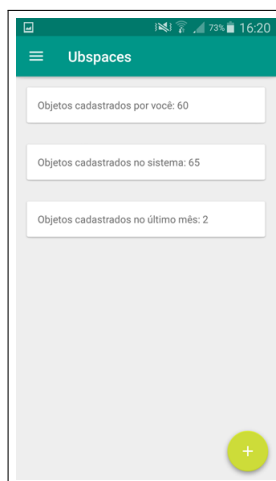 73% 16:20
Ubspaces
Objetos cadastrados por você: 60
Objetos cadastrados no sistema: 65
Objetos cadastrados no último mês: 2
+